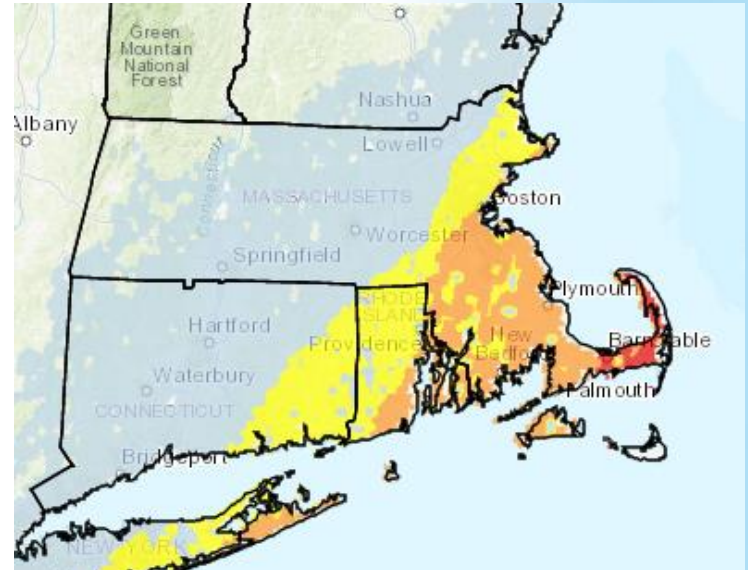 Green
Mountain
National
Forest
Nashua
Albany
Lowell
Connecticut
MASSACHUSETTS
Boston
Worcester
Springfield
Plymouth
RHODE
ISLAND
Hartford
Providence
New
Bedford
Barnstable
Waterbury
Falmouth
CONNECTICUT
Bridgeport
NEW YORK